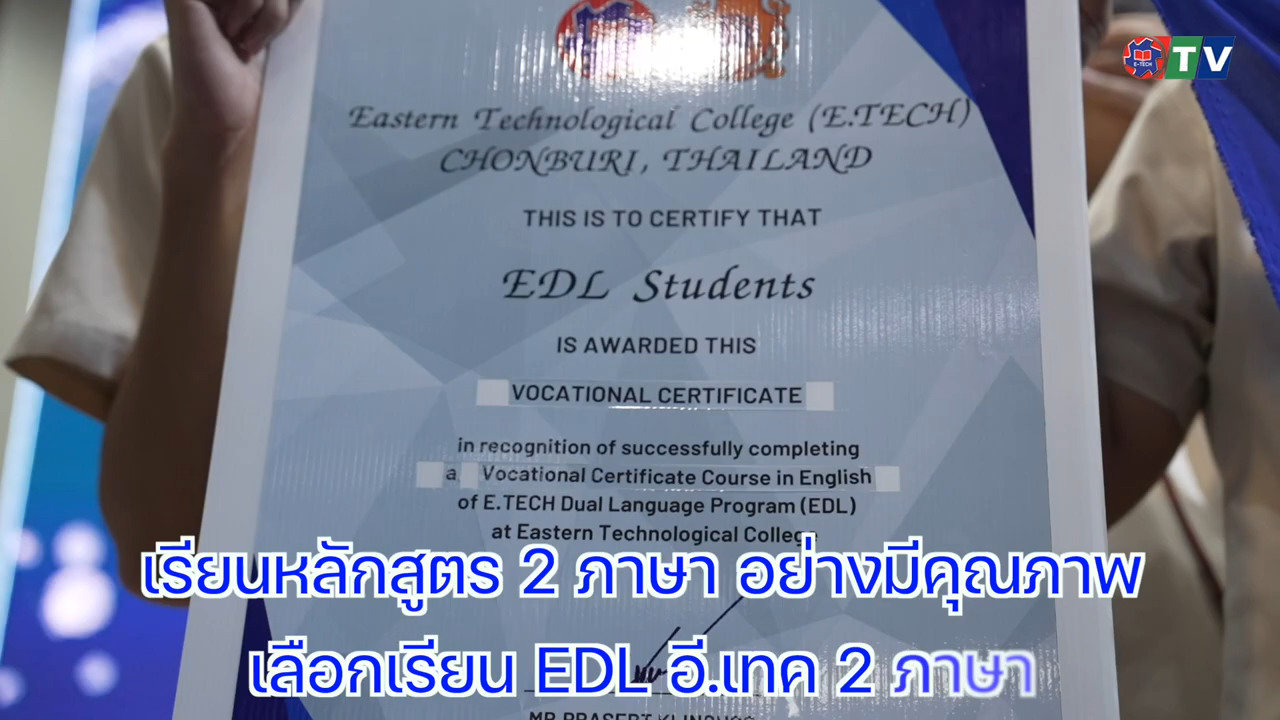 E-TECH TV
Eastern Technological College (E.TECH)
CHONBURI, THAILAND
THIS IS TO CERTIFY THAT
EDL Students
IS AWARDED THIS
VOCATIONAL CERTIFICATE
in recognition of successfully completing
a Vocational Certificate Course in English
of E.TECH Dual Language Program (EDL)
at Eastern Technological College
เรียนหลักสูตร 2 ภาษา อย่างมีคุณภาพ
เลือกเรียน EDL อี.เทค 2 ภาษา
MR PRASERT